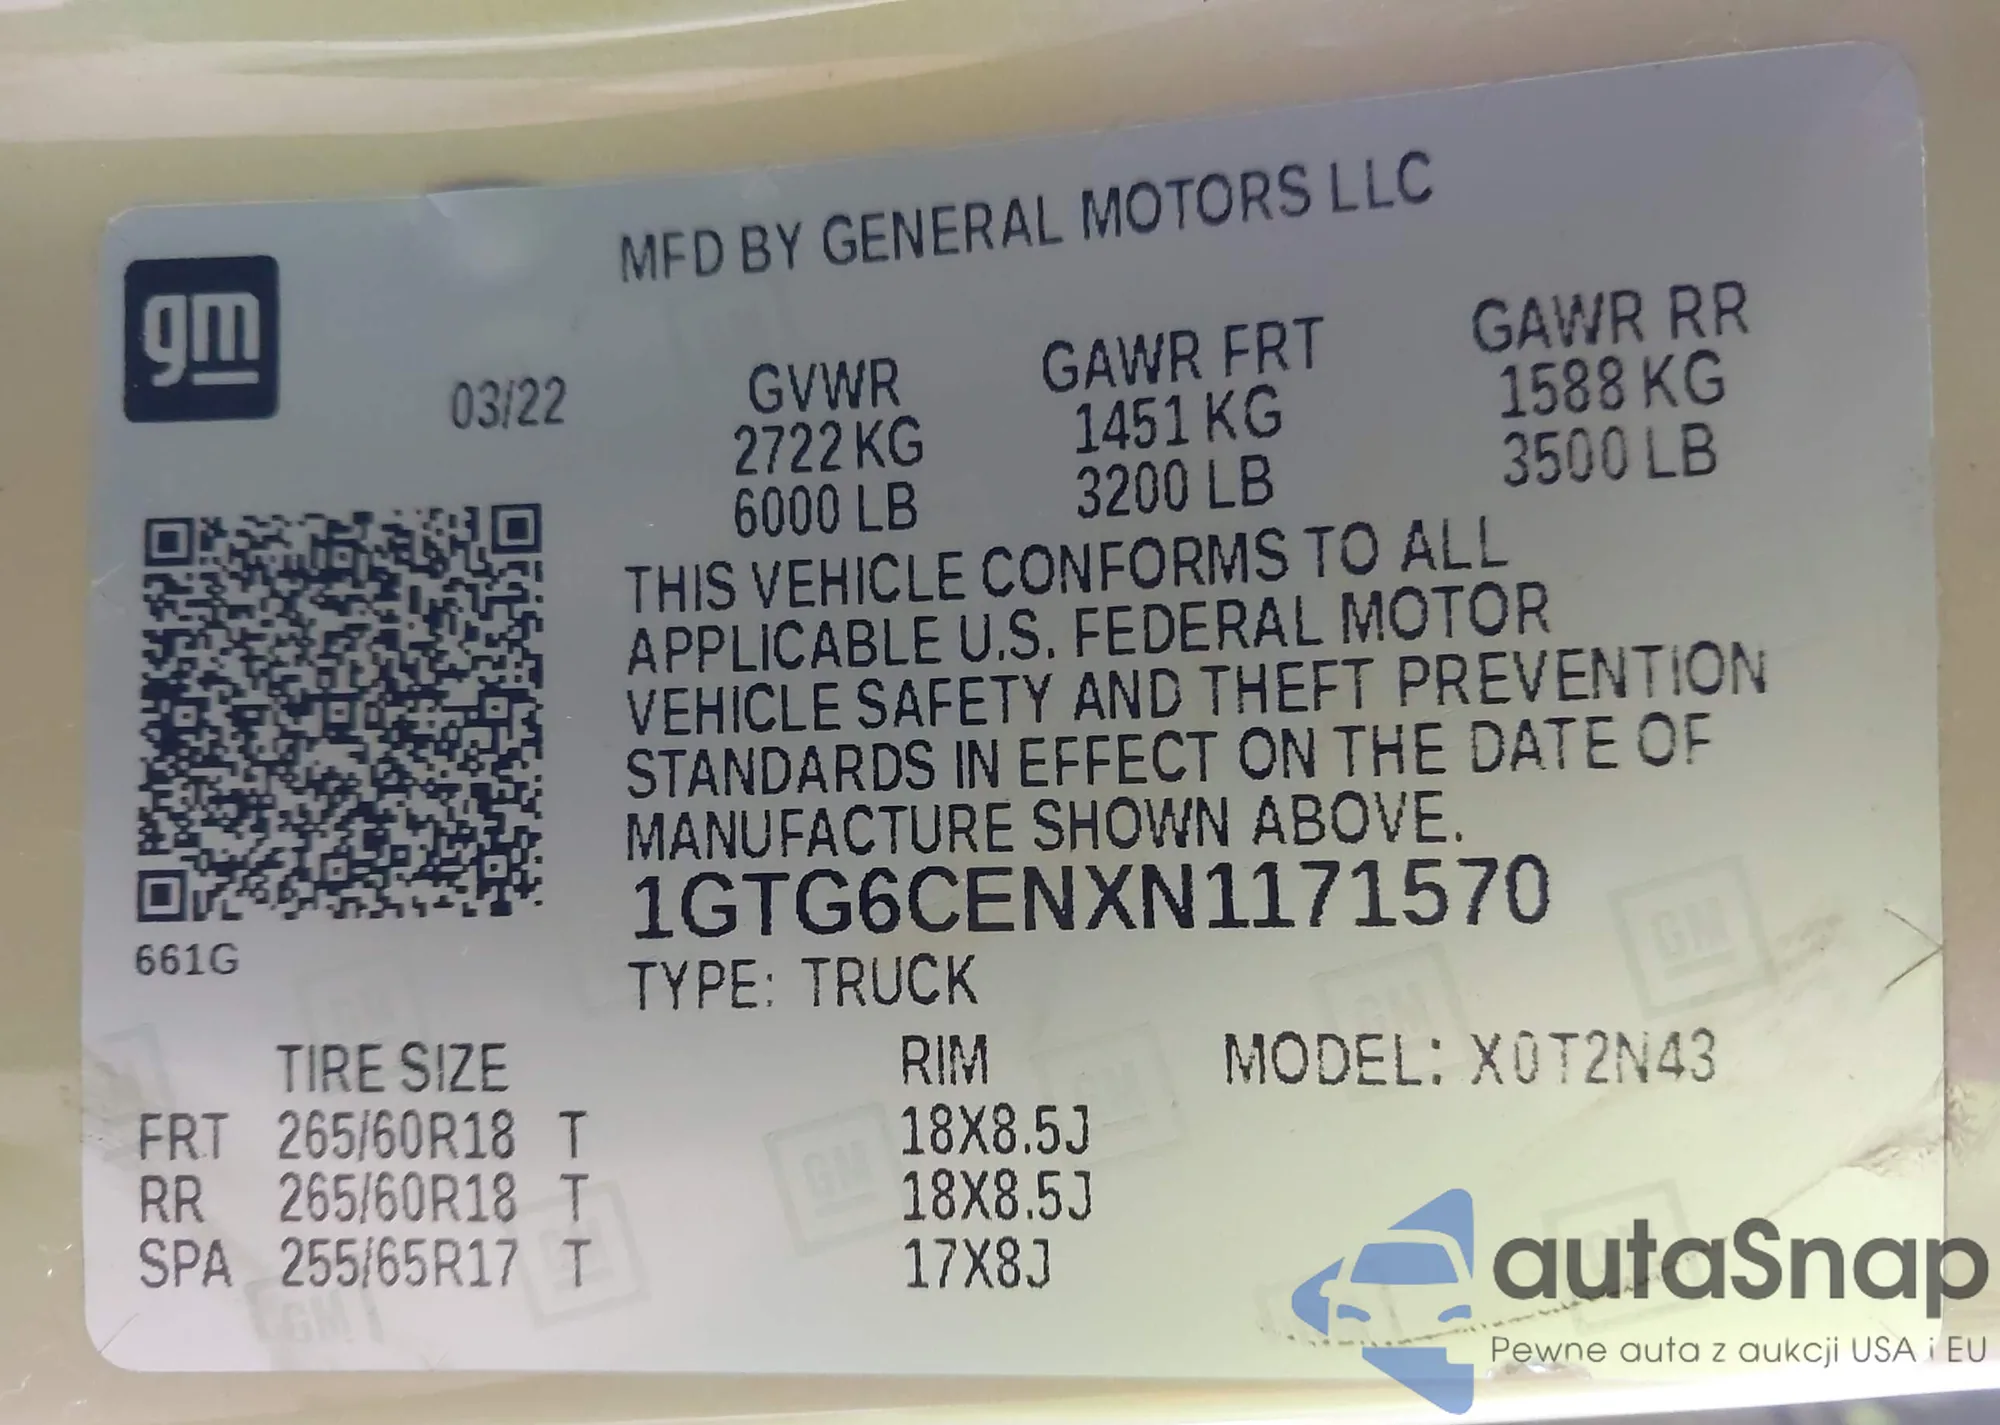 MFD BY GENERAL MOTORS LLC
gm
03/22
GVWR GAWR FRT GAWR RR
2722 KG 1451 KG 1588 KG
6000 LB 3200 LB 3500 LB
THIS VEHICLE CONFORMS TO ALL
APPLICABLE U.S. FEDERAL MOTOR
VEHICLE SAFETY AND THEFT PREVENTION
STANDARDS IN EFFECT ON THE DATE OF
MANUFACTURE SHOWN ABOVE.
1GTG6CENXN1171570
661G
TYPE: TRUCK
TIRE SIZE RIM MODEL: X0T2N43
FRT 265/60R18 T 18X8.5J
RR 265/60R18 T 18X8.5J
SPA 255/65R17 T 17X8J
autaSnap
Pewne auta z aukcji USA i EU